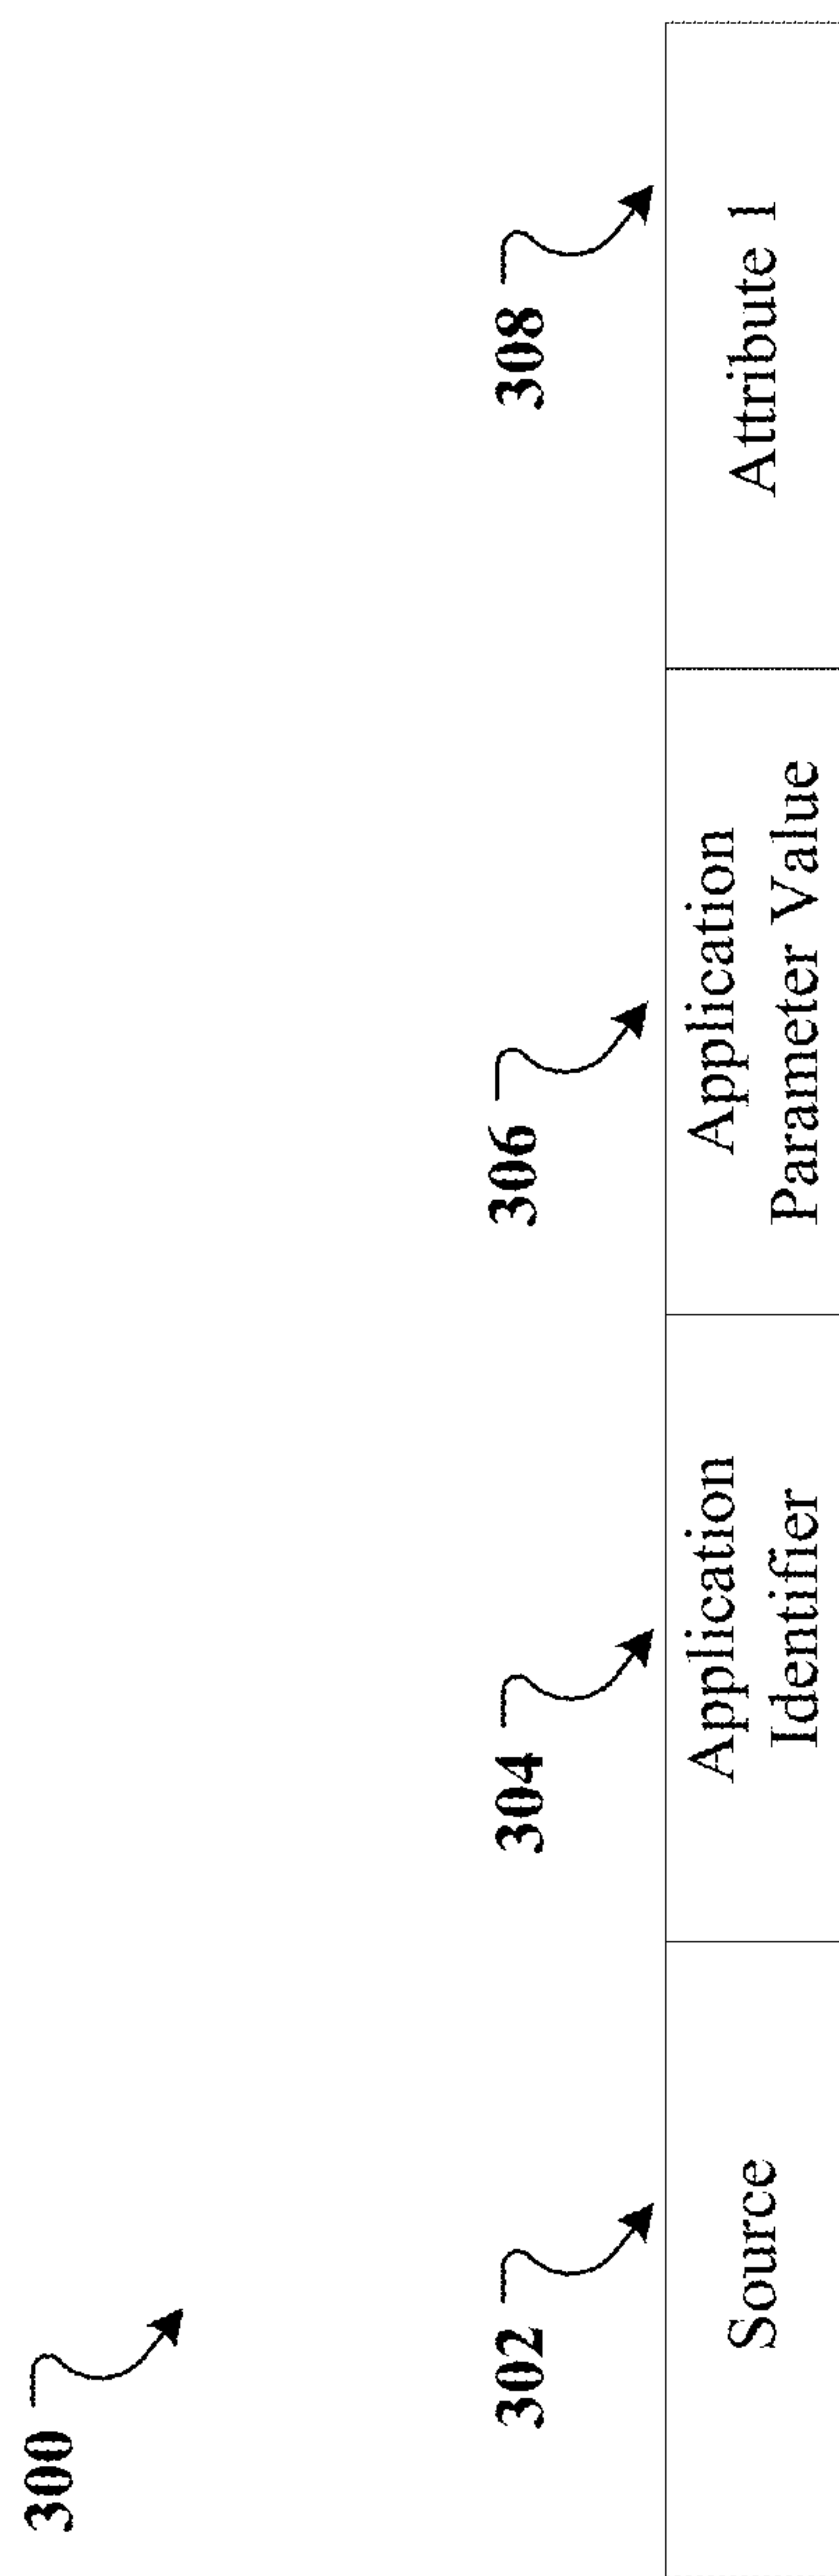 300
302
304
306
308
Source
Application
Identifier
Application
Parameter Value
Attribute 1